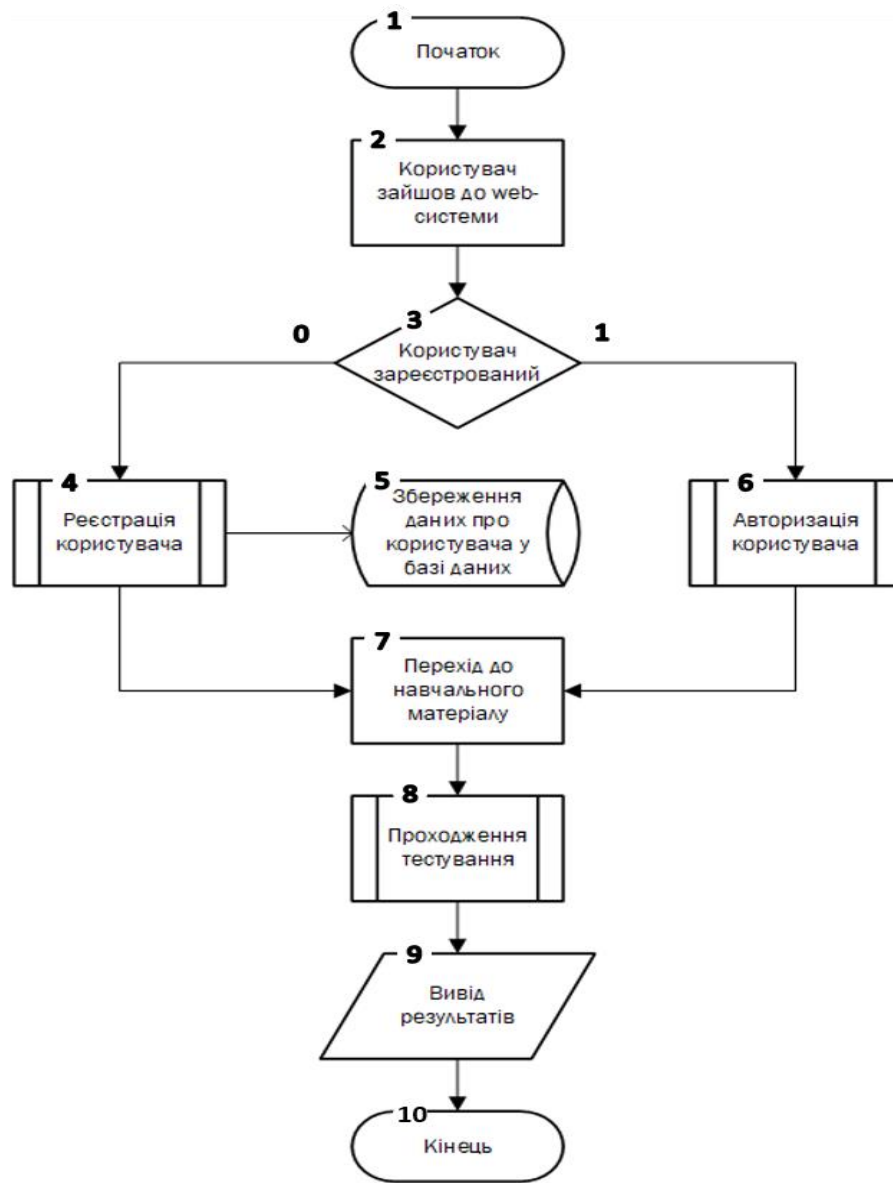 1
Початок
2
Користувач
зайшов до web-
системи
0
3
1
Користувач
зареєстрований
4
Реєстрація
користувача
5
Збереження
даних про
користувача у
базі даних
6
Авторизація
користувача
7
Перехід до
навчального
матеріалу
8
Проходження
тестування
9
Вивід
результатів
10
Кінець